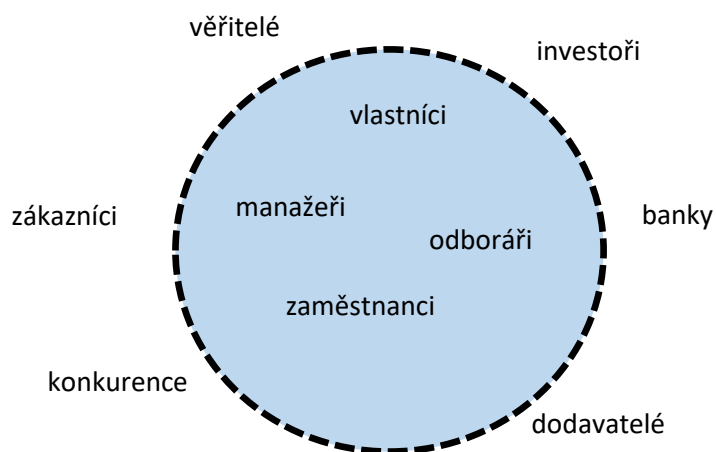 věřitelé
investoři
vlastníci
manažeři
zákazníci
banky
odboráři
zaměstnanci
konkurence
dodavatelé